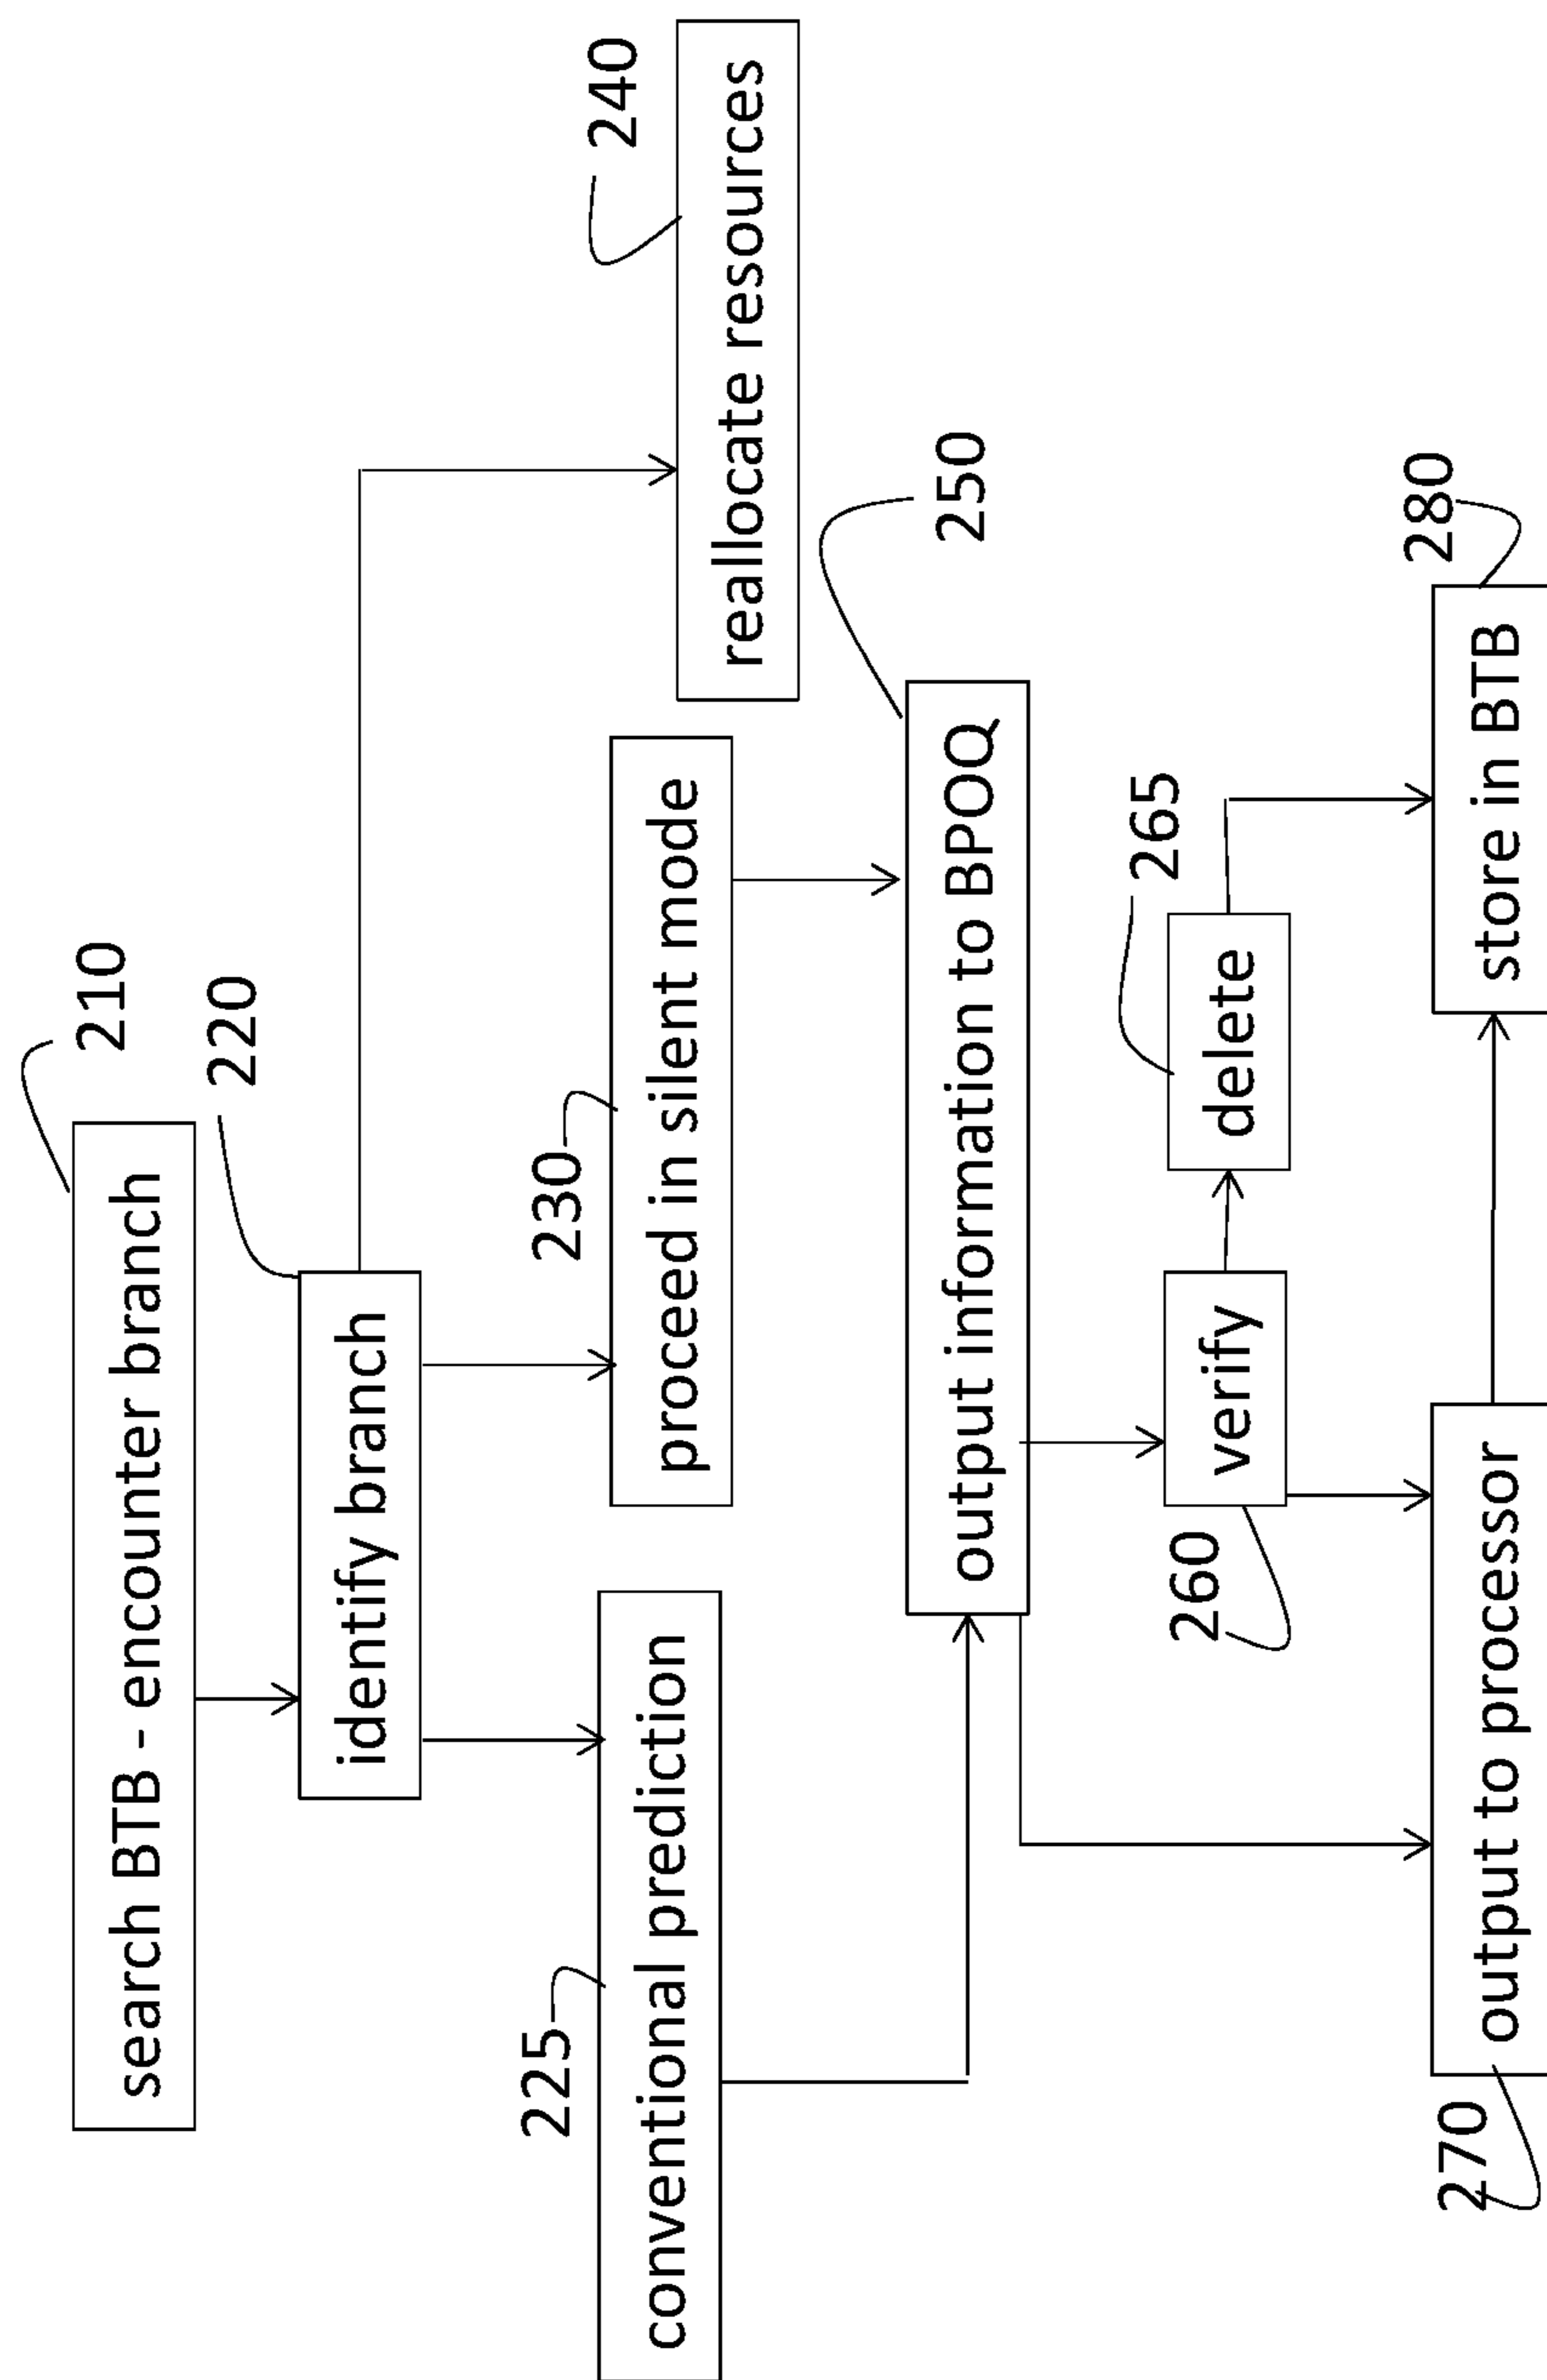 search BTB - encounter branch
210
identify branch
220
225
conventional prediction
230
proceed in silent mode
240
reallocate resources
output information to BPOQ
250
260
verify
delete
265
270
output to processor
store in BTB
280